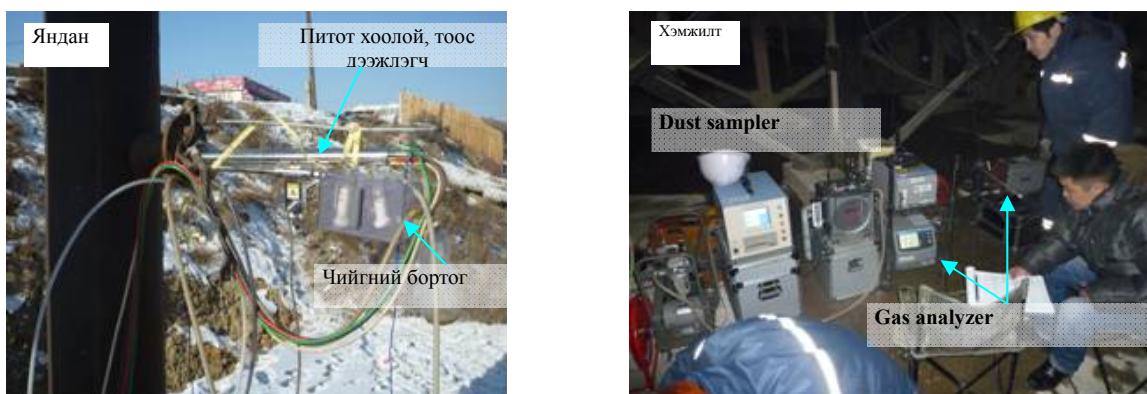 Яндан
Питот хоолой, тоос
дээжлэгч
Чийгний бортог
Хэмжилт
Dust sampler
Gas analyzer